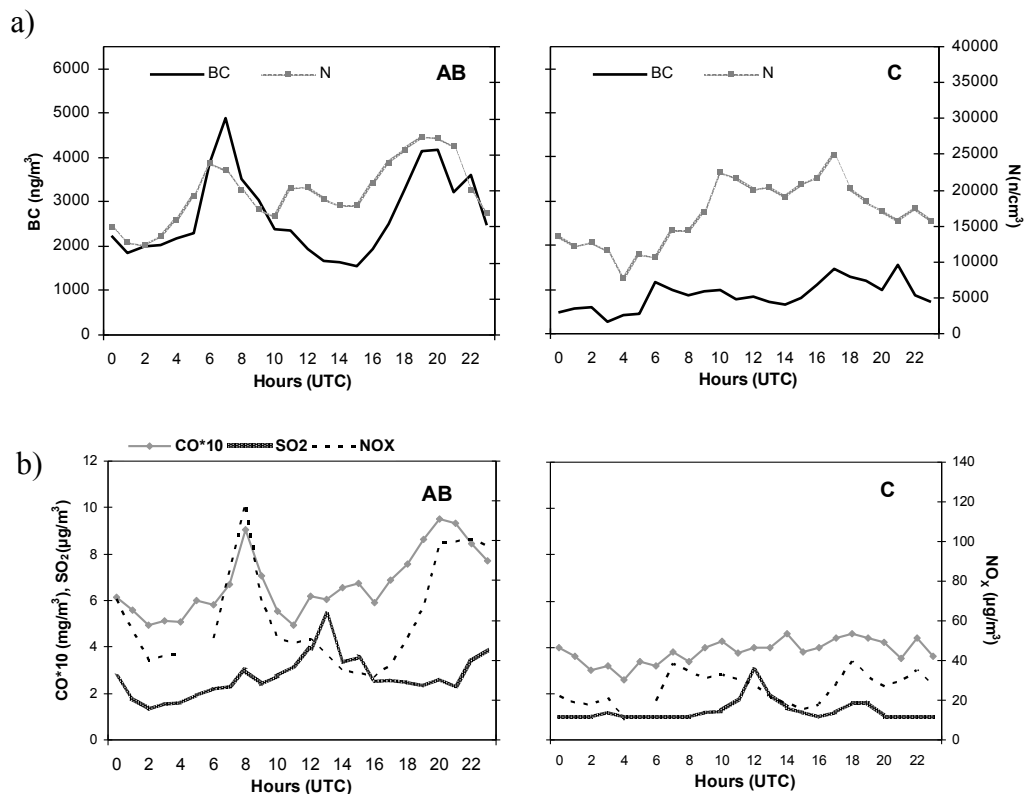 a)
BC N AB
6000
5000
4000
3000
2000
1000
0
BC (ng/m³)
0 2 4 6 8 10 12 14 16 18 20 22
Hours (UTC)
BC N C
40000
35000
30000
25000
20000
15000
10000
5000
0
N (n/cm³)
0 2 4 6 8 10 12 14 16 18 20 22
Hours (UTC)
b)
CO*10 SO2 NOX
AB
12
10
8
6
4
2
0
CO*10 (mg/m³), SO₂(µg/m³)
0 2 4 6 8 10 12 14 16 18 20 22
Hours (UTC)
C
140
120
100
80
60
40
20
0
NOₓ (µg/m³)
0 2 4 6 8 10 12 14 16 18 20 22
Hours (UTC)